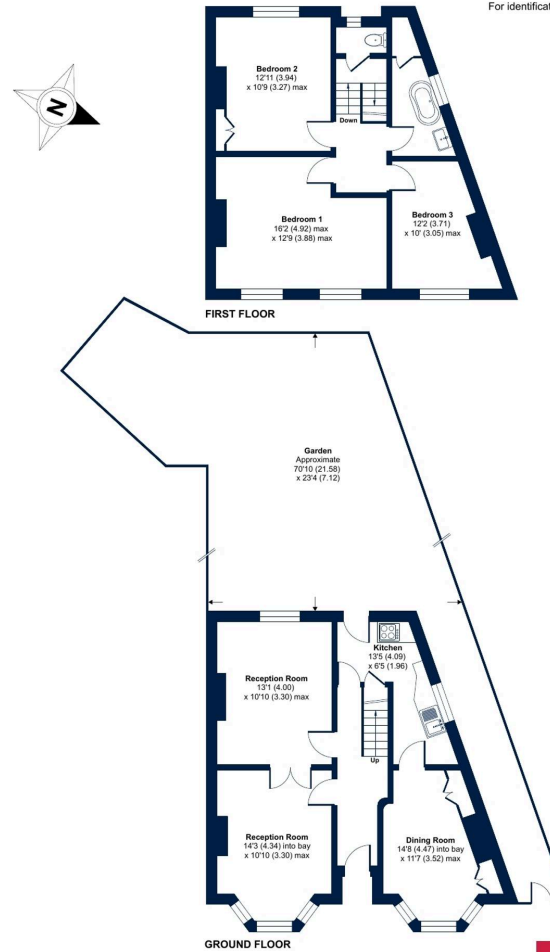 For identificat
N
Bedroom 2
12'11 (3.94)
x 10'9 (3.27) max
Down
Bedroom 1
16'2 (4.92) max
x 12'9 (3.88) max
Bedroom 3
12'2 (3.71)
x 10' (3.05) max
FIRST FLOOR
Garden
Approximate
70'10 (21.58)
x 23'4 (7.12)
Kitchen
13'5 (4.09)
x 6'5 (1.96)
Reception Room
13'1 (4.00)
x 10'10 (3.30) max
Up
Reception Room
14'3 (4.34) into bay
x 10'10 (3.30) max
Dining Room
14'8 (4.47) into bay
x 11'7 (3.52) max
GROUND FLOOR